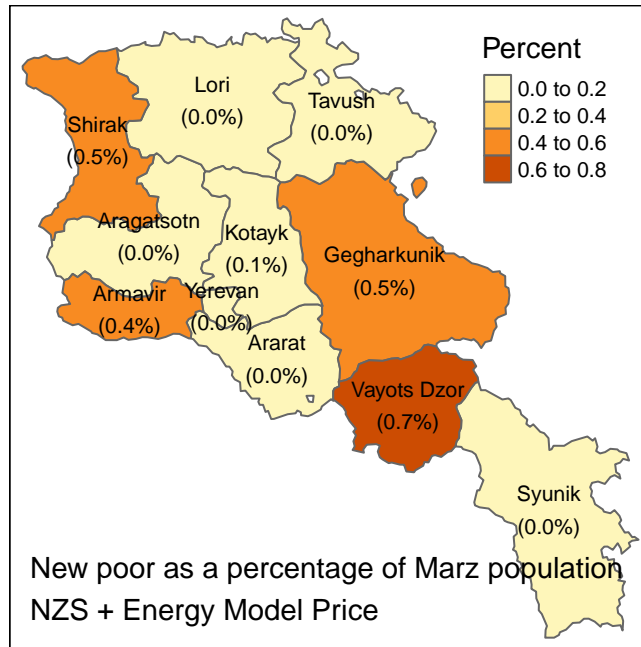 Percent
0.0 to 0.2
0.2 to 0.4
0.4 to 0.6
0.6 to 0.8
Lori
(0.0%)
Tavush
(0.0%)
Shirak
(0.5%)
Aragatsotn
(0.0%)
Kotayk
(0.1%)
Gegharkunik
(0.5%)
Armavir
(0.4%)
Yerevan
(0.0%)
Ararat
(0.0%)
Vayots Dzor
(0.7%)
Syunik
(0.0%)
New poor as a percentage of Marz population
NZS + Energy Model Price